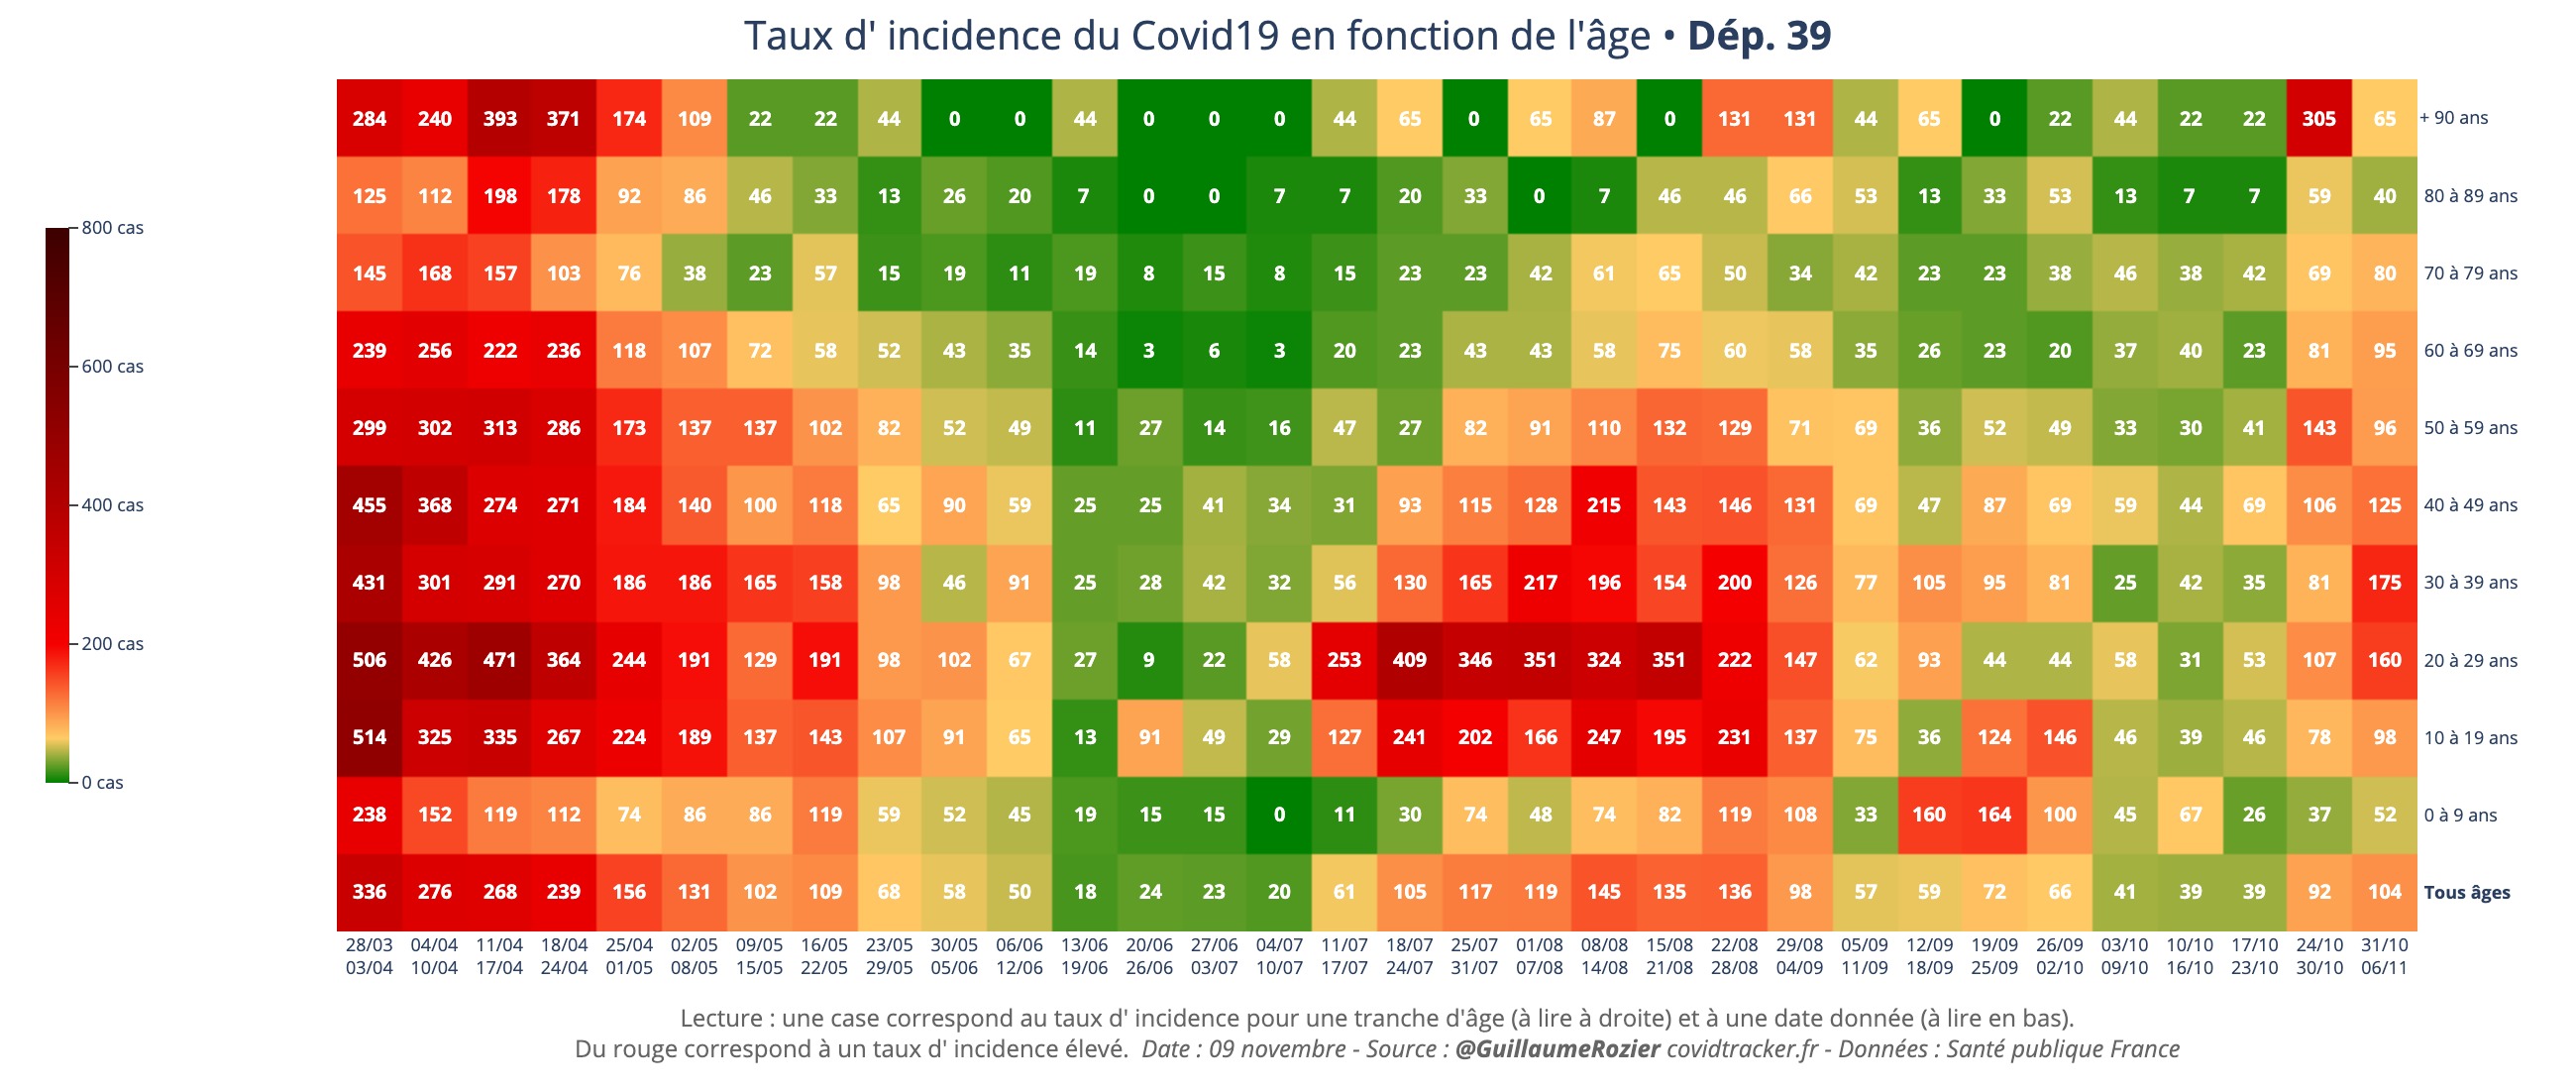 Taux d' incidence du Covid19 en fonction de l'âge • Dép. 39
800 cas
600 cas
400 cas
200 cas
0 cas
284 240 393 371 174 109 22 22 44 0 0 44 0 0 0 44 65 0 65 87 0 131 131 44 65 0 22 44 22 22 305 65 + 90 ans
125 112 198 178 92 86 46 33 13 26 20 7 0 0 7 7 20 33 0 7 46 46 66 53 13 33 53 13 7 7 59 40 80 à 89 ans
145 168 157 103 76 38 23 57 15 19 11 19 8 15 8 15 23 23 42 61 65 50 34 42 23 23 38 46 38 42 69 80 70 à 79 ans
239 256 222 236 118 107 72 58 52 43 35 14 3 6 3 20 23 43 43 58 75 60 58 35 26 23 20 37 40 23 81 95 60 à 69 ans
299 302 313 286 173 137 137 102 82 52 49 11 27 14 16 47 27 82 91 110 132 129 71 69 36 52 49 33 30 41 143 96 50 à 59 ans
455 368 274 271 184 140 100 118 65 90 59 25 25 41 34 31 93 115 128 215 143 146 131 69 47 87 69 59 44 69 106 125 40 à 49 ans
431 301 291 270 186 186 165 158 98 46 91 25 28 42 32 56 130 165 217 196 154 200 126 77 105 95 81 25 42 35 81 175 30 à 39 ans
506 426 471 364 244 191 129 191 98 102 67 27 9 22 58 253 409 346 351 324 351 222 147 62 93 44 44 58 31 53 107 160 20 à 29 ans
514 325 335 267 224 189 137 143 107 91 65 13 91 49 29 127 241 202 166 247 195 231 137 75 36 124 146 46 39 46 78 98 10 à 19 ans
238 152 119 112 74 86 86 119 59 52 45 19 15 15 0 11 30 74 48 74 82 119 108 33 160 164 100 45 67 26 37 52 0 à 9 ans
336 276 268 239 156 131 102 109 68 58 50 18 24 23 20 61 105 117 119 145 135 136 98 57 59 72 66 41 39 39 92 104 Tous âges
28/03 04/04 11/04 18/04 25/04 02/05 09/05 16/05 23/05 30/05 06/06 13/06 20/06 27/06 04/07 11/07 18/07 25/07 01/08 08/08 15/08 22/08 29/08 05/09 12/09 19/09 26/09 03/10 10/10 17/10 24/10 31/10
03/04 10/04 17/04 24/04 01/05 08/05 15/05 22/05 29/05 05/06 12/06 19/06 26/06 03/07 10/07 17/07 24/07 31/07 07/08 14/08 21/08 28/08 04/09 11/09 18/09 25/09 02/10 09/10 16/10 23/10 30/10 06/11
Lecture : une case correspond au taux d' incidence pour une tranche d'âge (à lire à droite) et à une date donnée (à lire en bas).
Du rouge correspond à un taux d' incidence élevé. Date : 09 novembre - Source : @GuillaumeRozier covidtracker.fr - Données : Santé publique France